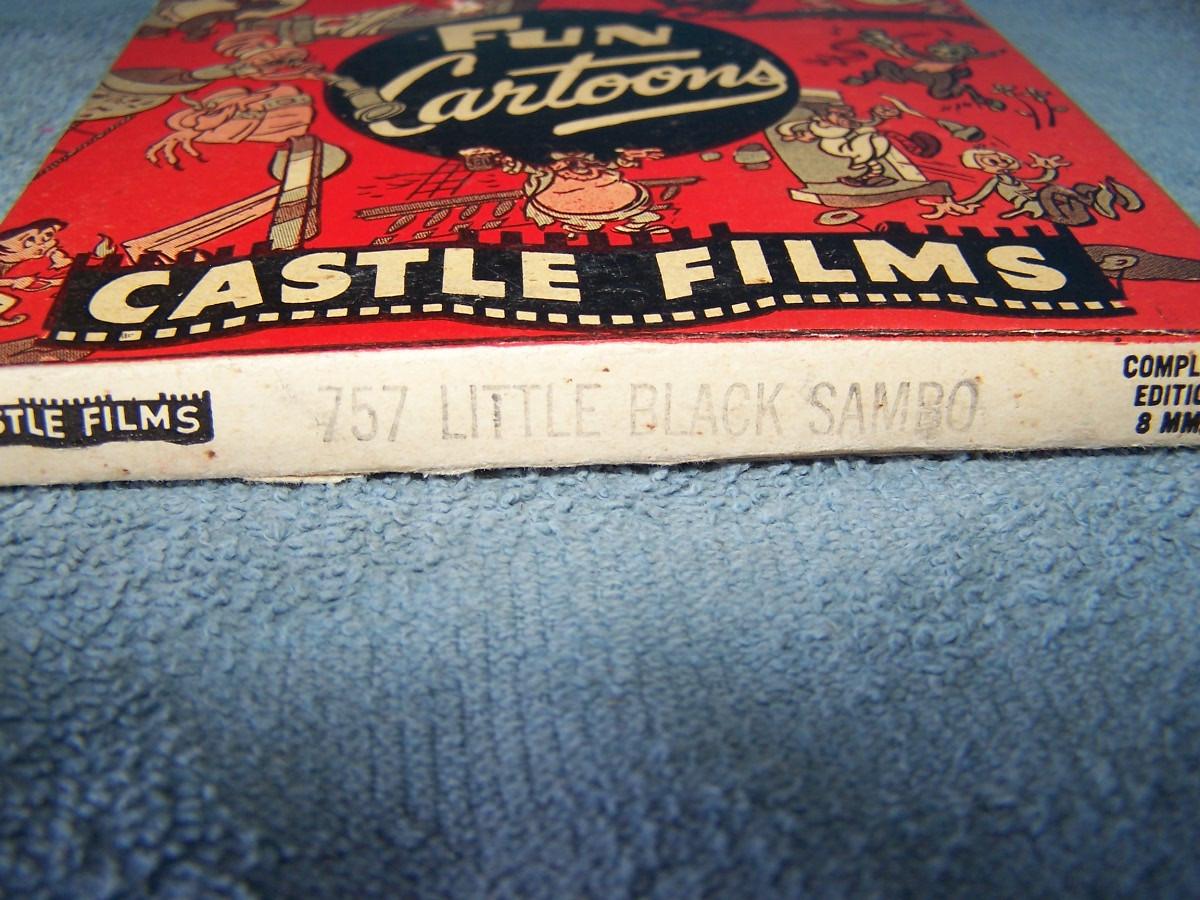 FUN
Cartoons
CASTLE FILMS
STLE FILMS
757 LITTLE BLACK SAMBO
COMPL
EDITIO
8 MM